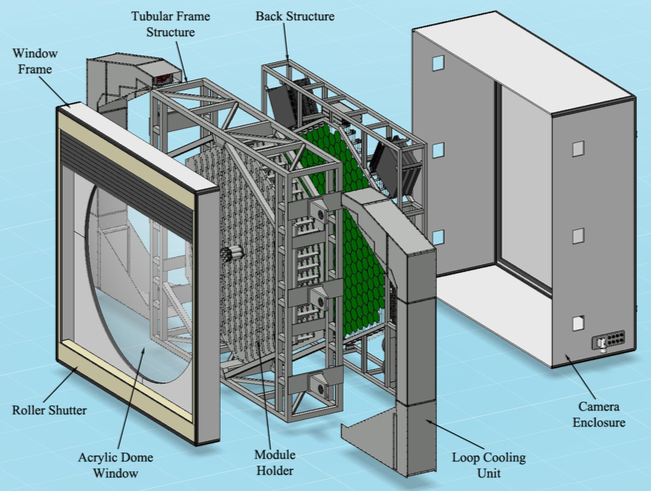 Tubular Frame
Structure
Back Structure
Window
Frame
Roller Shutter
Acrylic Dome
Window
Module
Holder
Loop Cooling
Unit
Camera
Enclosure